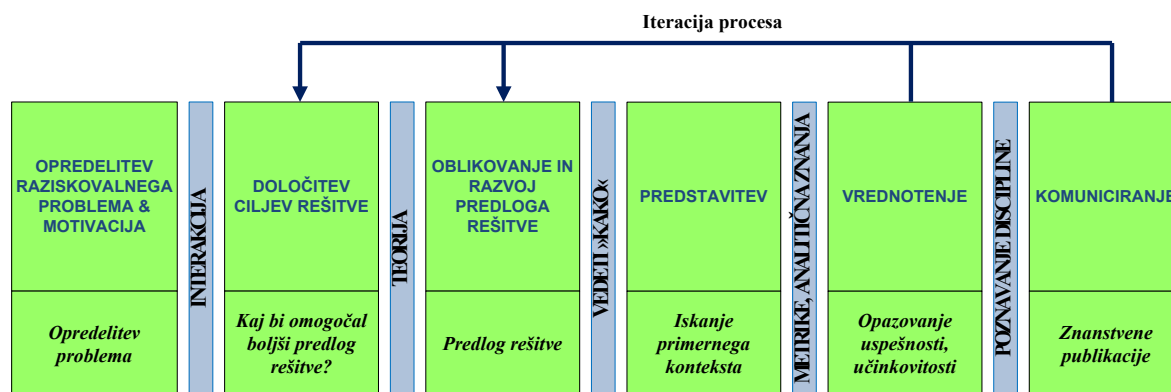 Iteracija procesa
OPREDELITEV
RAZISKOVALNEGA
PROBLEMA &
MOTIVACIJA
Opredelitev
problema
INTERAKCIJA
DOLOČITEV
CILJEV REŠITVE
Kaj bi omogočal
boljši predlog
rešitve?
TEORIJA
OBLIKOVANJE IN
RAZVOJ
PREDLOGA
REŠITVE
Predlog rešitve
VEDETI »KAKO«
PREDSTAVITEV
Iskanje
primernega
konteksta
METRIKE, ANALITIČNA ZNANJA
VREDNOTENJE
Opazovanje
uspešnosti,
učinkovitosti
POZNAVANJE DISCIPLINE
KOMUNICIRANJE
Znanstvene
publikacije